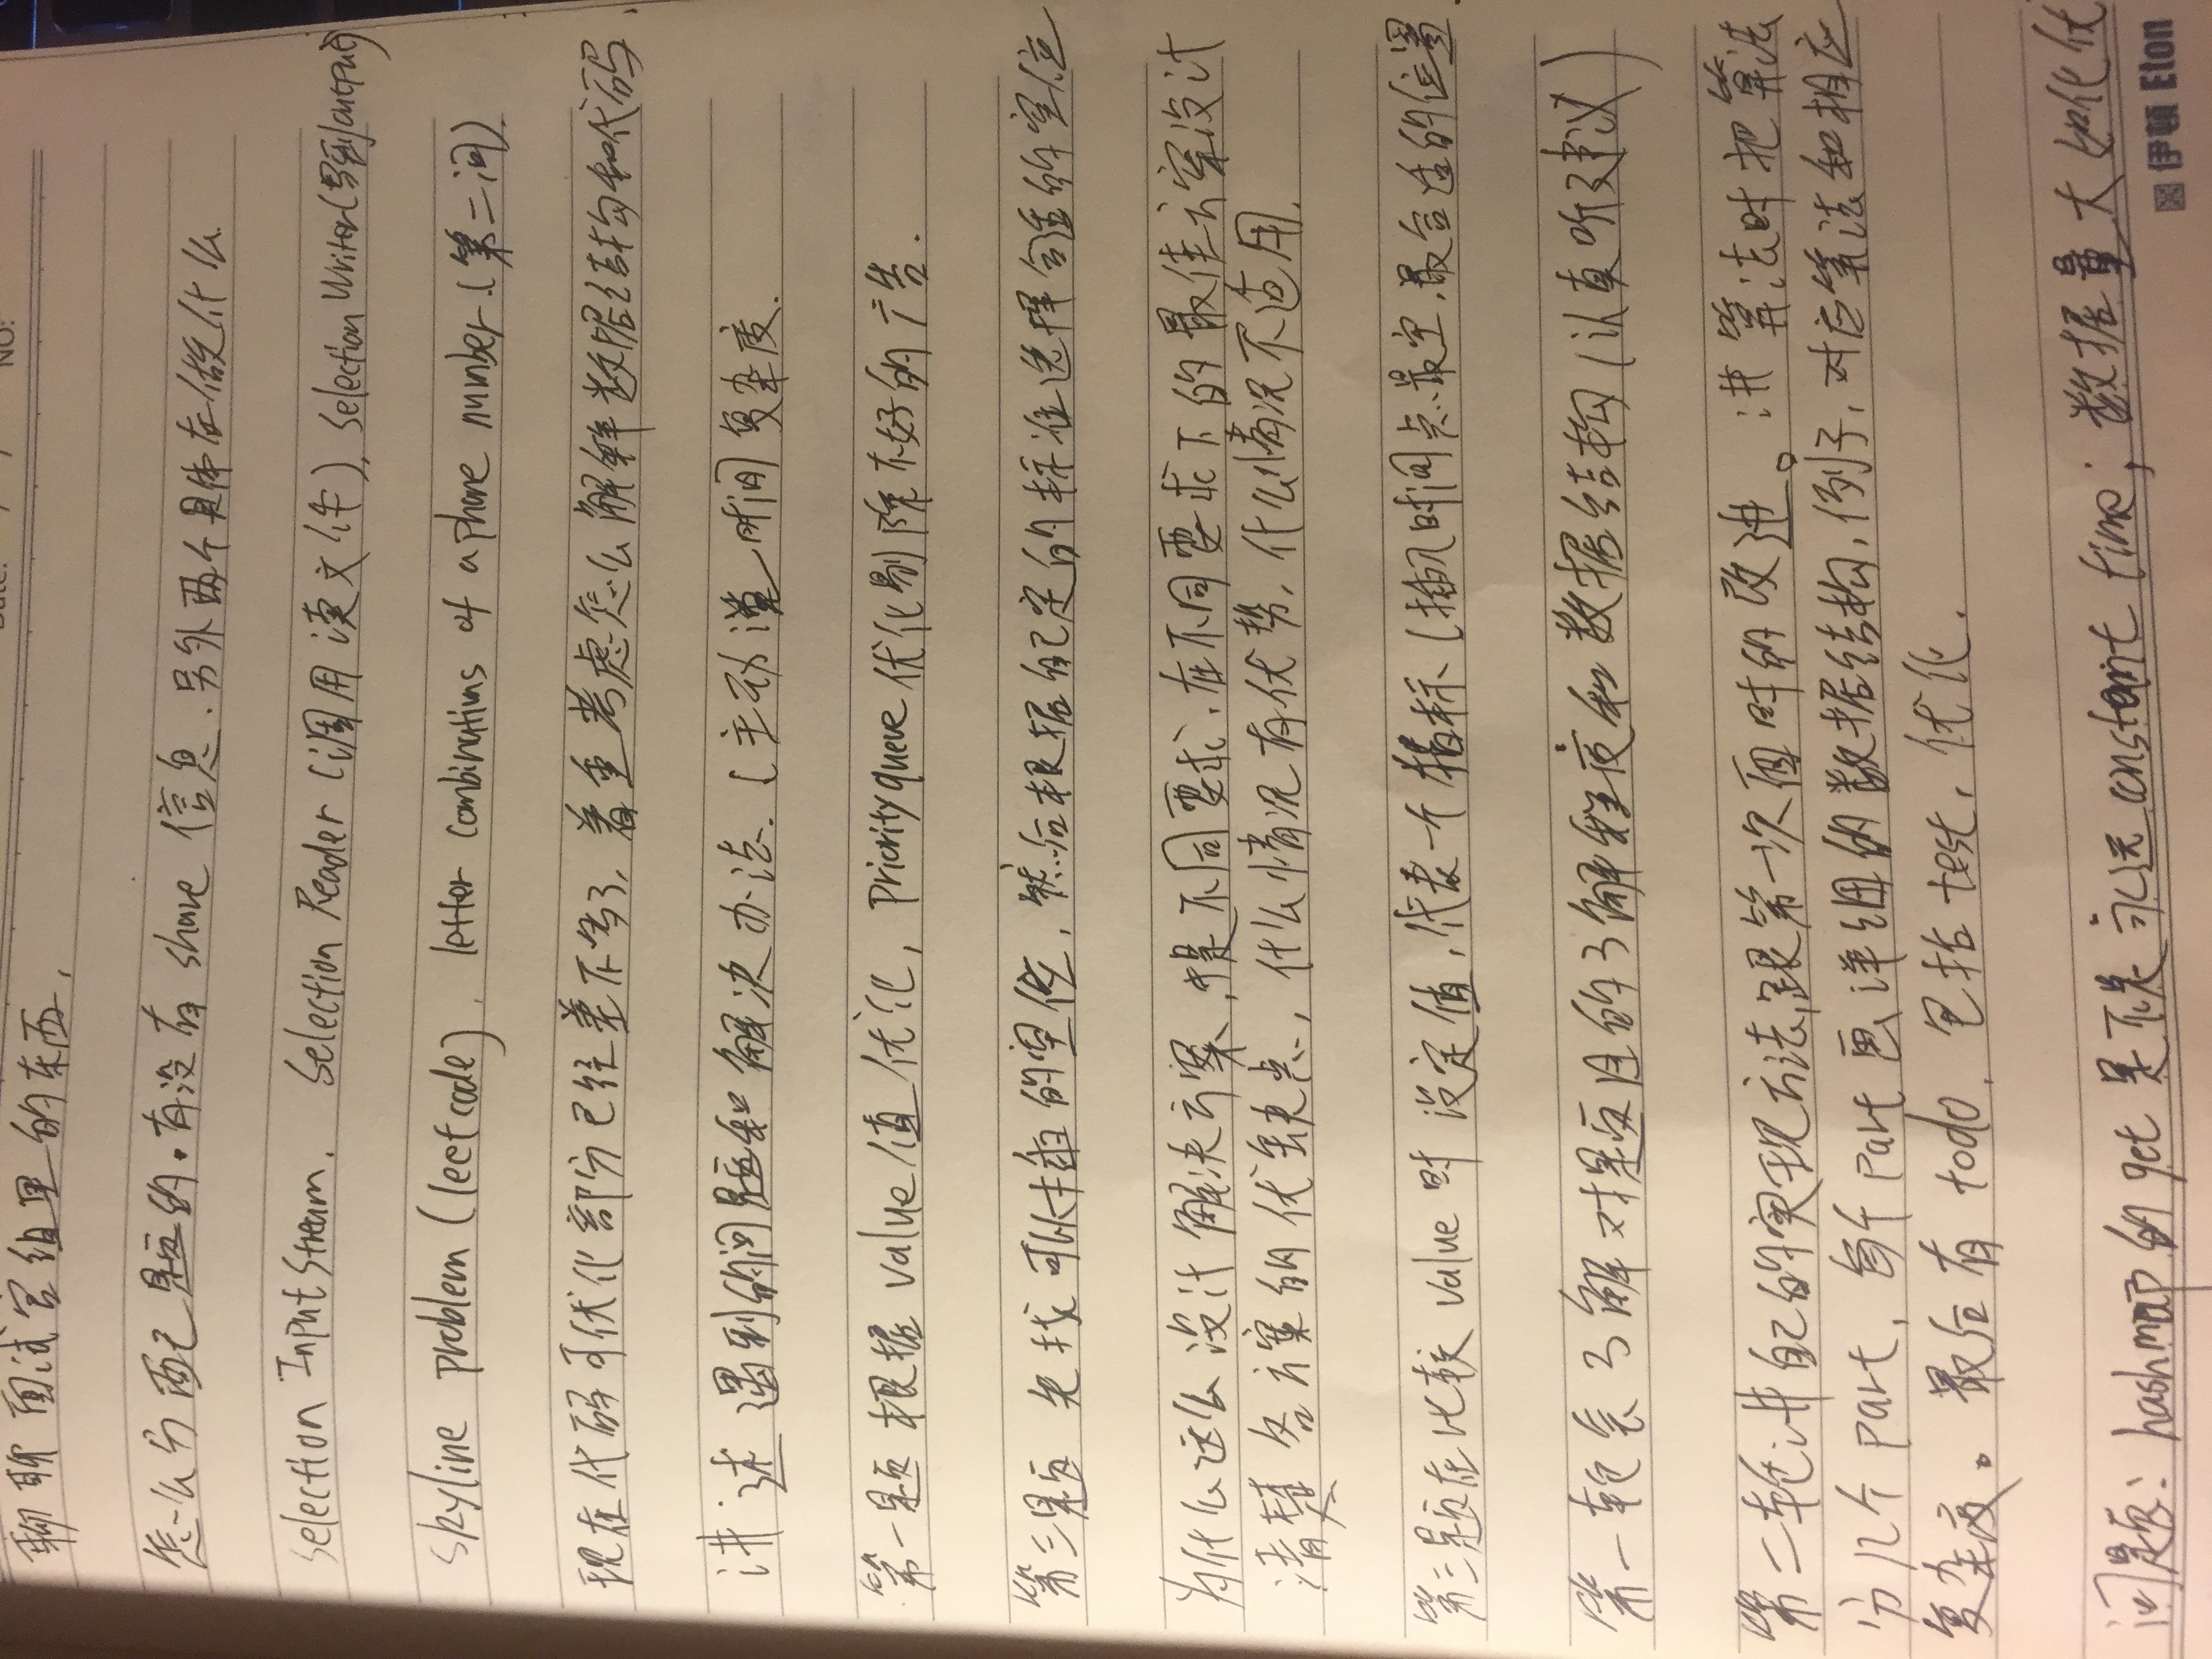 Date: / / NO:
聊聊面试官组里的东西,
怎么分配已题的.有没有 share 信息.另外两个具体在做什么
Selection InputStream, Selection Reader (调用读文件), Selection Writer(写到output)
Skyline problem (leetcode), letter combinations of a phone number.(第二问).
现在代码可优化部分已经差不多了,着重考虑怎么解释数据结构和代码,
讲述遇到的问题和解决办法.(主动说时间复杂度.
第一题根据 value 值优化, Priority queue 优化剔除不好的广告.
第三题 先找可以插的空位,然后根据自己定的标准选择合适的空位
为什么这么设计解决方案,提不同要求,在不同要求下的最佳方案设计
清楚各方案的优缺点,什么情况有优势,什么情况不适用.
第三题在比较 value 时 设定值,代表一个指标(插入时间点最空,最合适的位置.
第一轮会了解对题目的了解程度和数据结构(认真听建议)
第二轮讲自己的实现方法,跟第一次面时的改进。讲算法时把算法
分几个 part, 每个 part 画详细的数据结构,例子,对应算法和相应
复杂度。最后有 todo, 包括 test, 优化.
问题: hashmap 的 get 是不是永远 constant time; 数据量大如化优
伊顿 Eton